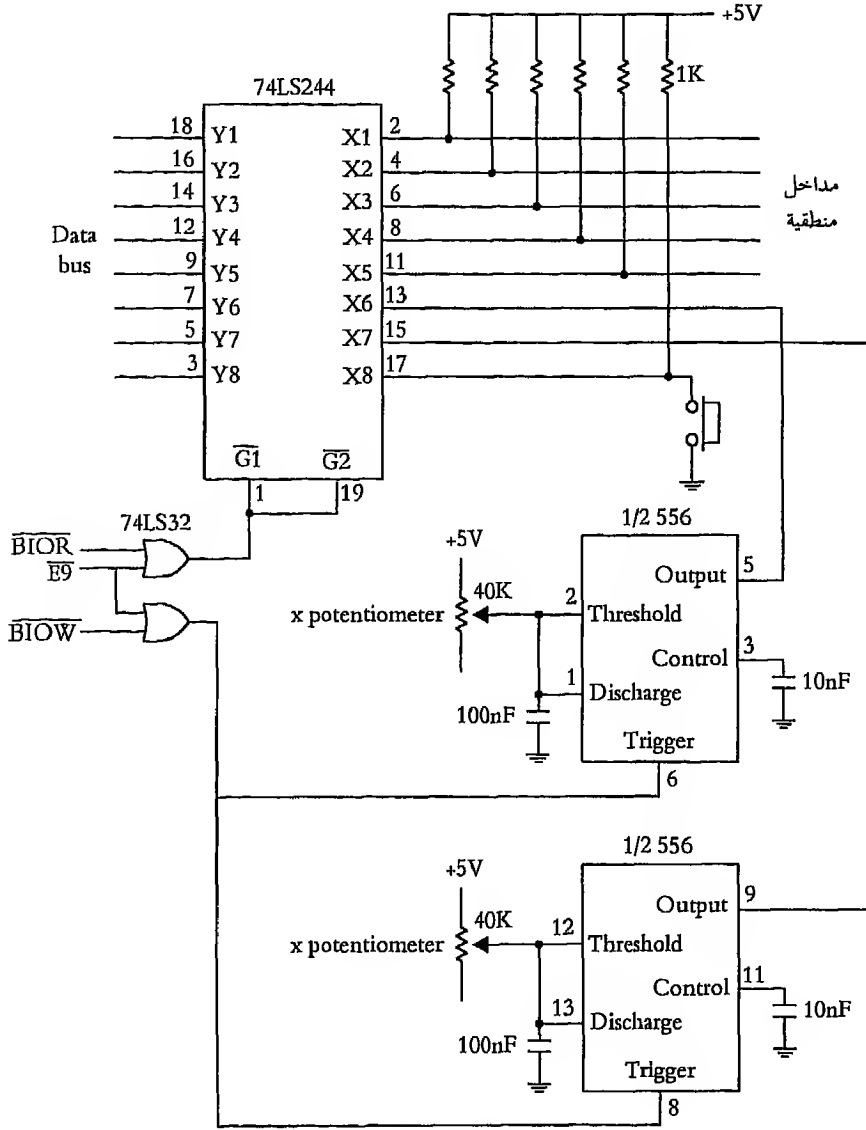 +5V
1K
74LS244
18 Y1 X1 2
16 Y2 X2 4
14 Y3 X3 6
12 Y4 X4 8
9 Y5 X5 11
7 Y6 X6 13
5 Y7 X7 15
3 Y8 X8 17
Data
bus
مداخل
منطقية
G1 G2
1 19
74LS32
BIOR
E9
BIOW
1/2 556
+5V
Output 5
40K
x potentiometer
2 Threshold
Control 3
10nF
1 Discharge
100nF
Trigger
6
1/2 556
+5V
Output 9
40K
x potentiometer
12 Threshold
Control 11
10nF
13 Discharge
100nF
Trigger
8